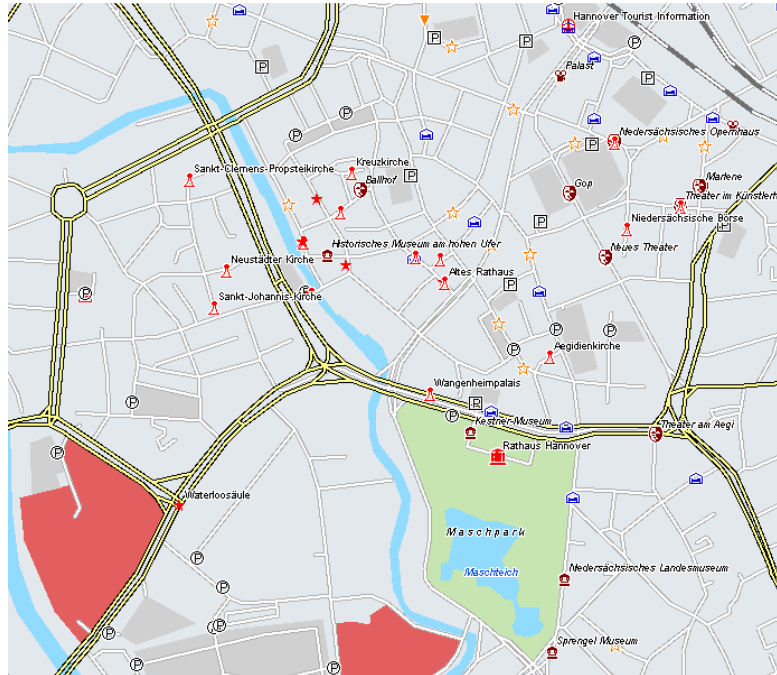 Hannover Tourist Information
Palast
Niedersächsisches Opernhaus
Kreuzkirche
Sankt-Clemens-Propsteikirche
Ballhof
Marlene
Gop
Theater im Künstlerh
Niedersächsische Börse
Historisches Museum am hohen Ufer
Neues Theater
Neustädter Kirche
Altes Rathaus
Sankt-Johannis-Kirche
Aegidienkirche
Wangenheimpalais
Kestner-Museum
Theater am Aegi
Rathaus Hannover
Waterloosäule
Maschpark
Maschteich
Niedersächsisches Landesmuseum
Sprengel Museum